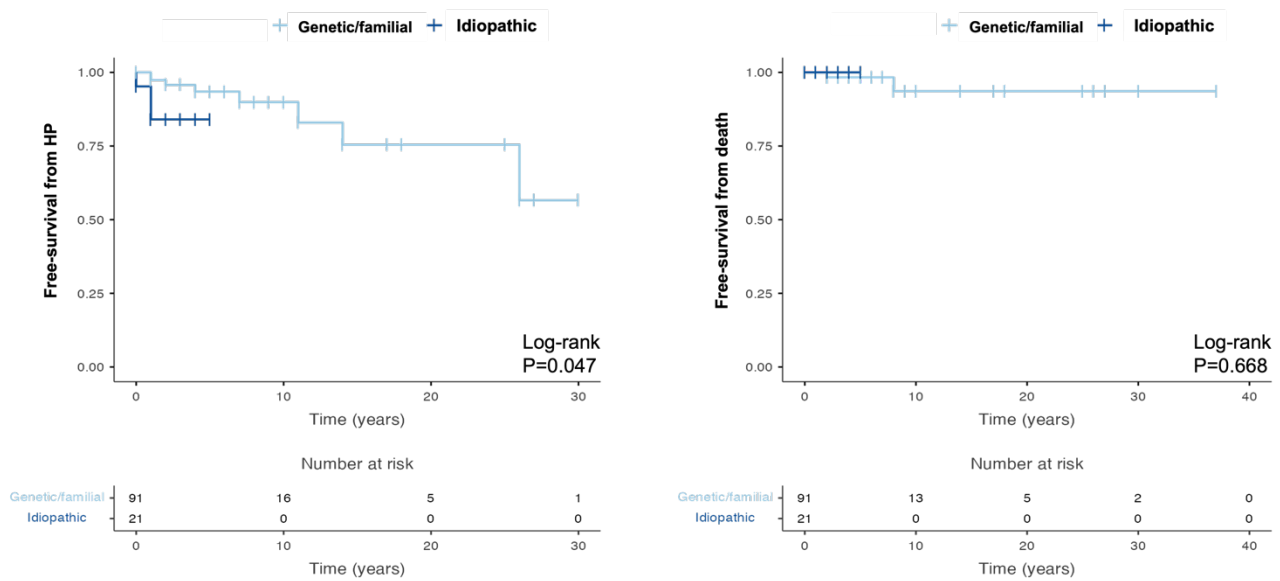 Genetic/familial Idiopathic
Free-survival from HP
1.00
0.75
0.50
0.25
0.00
Log-rank
P=0.047
0 10 20 30
Time (years)
Number at risk
Genetic/familial 91 16 5 1
Idiopathic 21 0 0 0
0 10 20 30
Time (years)
Genetic/familial Idiopathic
Free-survival from death
1.00
0.75
0.50
0.25
0.00
Log-rank
P=0.668
0 10 20 30 40
Time (years)
Number at risk
Genetic/familial 91 13 5 2 0
Idiopathic 21 0 0 0 0
0 10 20 30 40
Time (years)